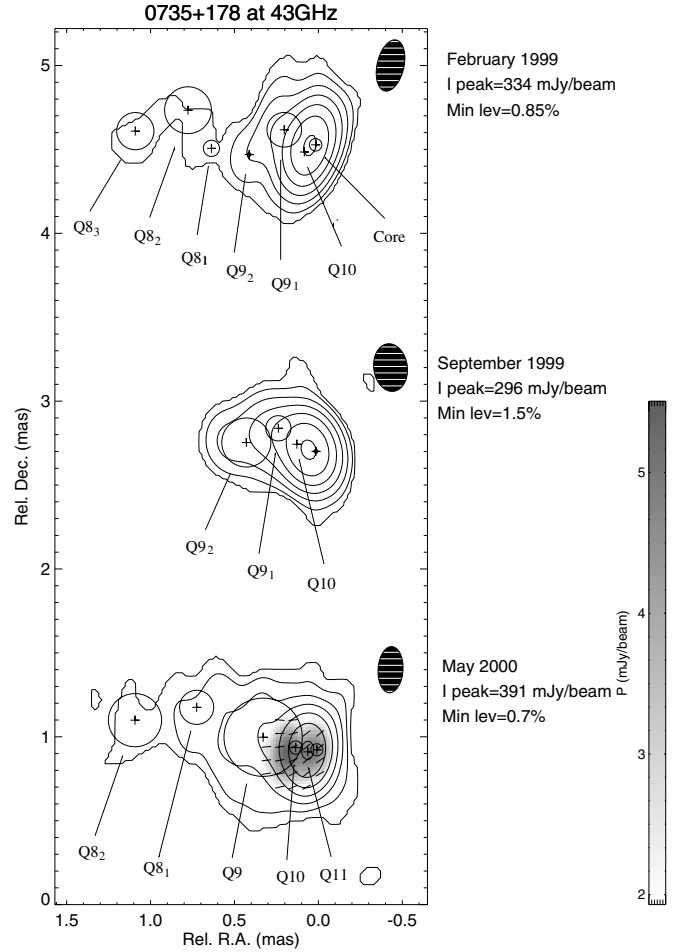 0735+178 at 43GHz
February 1999
I peak=334 mJy/beam
Min lev=0.85%
Q8₃
Q8₂
Q8₁
Q9₂
Q9₁
Q10
Core
September 1999
I peak=296 mJy/beam
Min lev=1.5%
Q9₂
Q9₁
Q10
May 2000
I peak=391 mJy/beam
Min lev=0.7%
Q8₂
Q8₁
Q9
Q10
Q11
Rel. Dec. (mas)
5
4
3
2
1
0
1.5
1.0
0.5
0.0
-0.5
Rel. R.A. (mas)
P (mJy/beam)
5
4
3
2